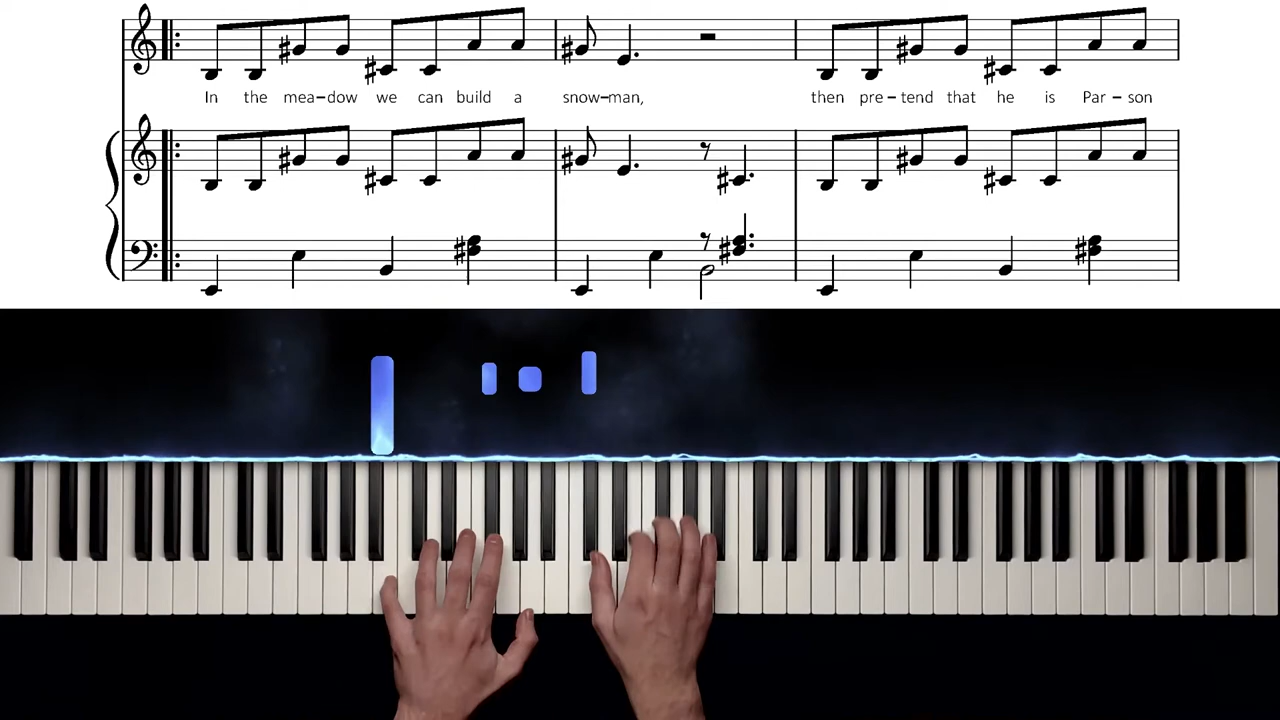 In the mea–dow we can build a snow–man, then pre–tend that he is Par–son